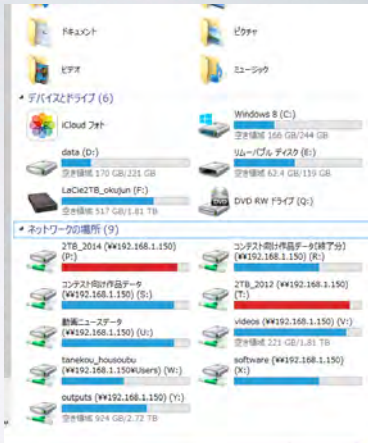 ドキュメント
ピクチャ
ビデオ
ミュージック
デバイスとドライブ (6)
iCloud フォト
Windows 8 (C:)
空き領域 166 GB/244 GB
data (D:)
空き領域 170 GB/221 GB
リムーバブル ディスク (E:)
空き領域 62.4 GB/119 GB
LaCie2TB_okujun (F:)
空き領域 517 GB/1.81 TB
DVD RW ドライブ (Q:)
ネットワークの場所 (9)
2TB_2014 (¥¥192.168.1.150)
(P:)
コンテスト向け作品データ(終了分)
(¥¥192.168.1.150) (R:)
コンテスト向け作品データ
(¥¥192.168.1.150) (S:)
2TB_2012 (¥¥192.168.1.150)
(T:)
動画ニュースデータ
(¥¥192.168.1.150) (U:)
videos (¥¥192.168.1.150) (V:)
空き領域 221 GB/1.81 TB
tanekou_housoubu
(¥¥192.168.1.150¥Users) (W:)
software (¥¥192.168.1.150)
(X:)
outputs (¥¥192.168.1.150) (Y:)
空き領域 924 GB/2.72 TB